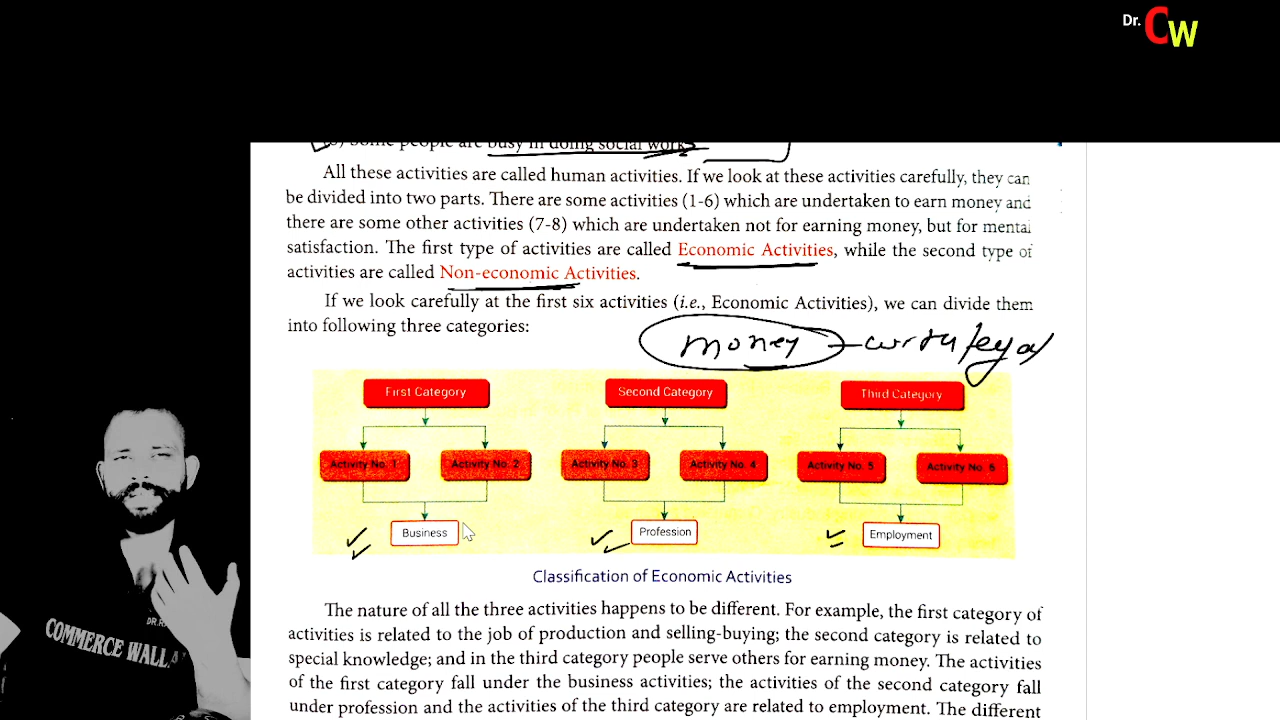 Dr. CW
Some people are busy in doing social work.
All these activities are called human activities. If we look at these activities carefully, they can
be divided into two parts. There are some activities (1-6) which are undertaken to earn money and
there are some other activities (7-8) which are undertaken not for earning money, but for mental
satisfaction. The first type of activities are called Economic Activities, while the second type of
activities are called Non-economic Activities.
If we look carefully at the first six activities (i.e., Economic Activities), we can divide them
into following three categories:
money
First Category
Second Category
Third Category
Activity No. 1
Activity No. 2
Activity No. 3
Activity No. 4
Activity No. 5
Activity No. 6
Business
Profession
Employment
Classification of Economic Activities
The nature of all the three activities happens to be different. For example, the first category of
activities is related to the job of production and selling-buying; the second category is related to
special knowledge; and in the third category people serve others for earning money. The activities
of the first category fall under the business activities; the activities of the second category fall
under profession and the activities of the third category are related to employment. The different
COMMERCE WALL